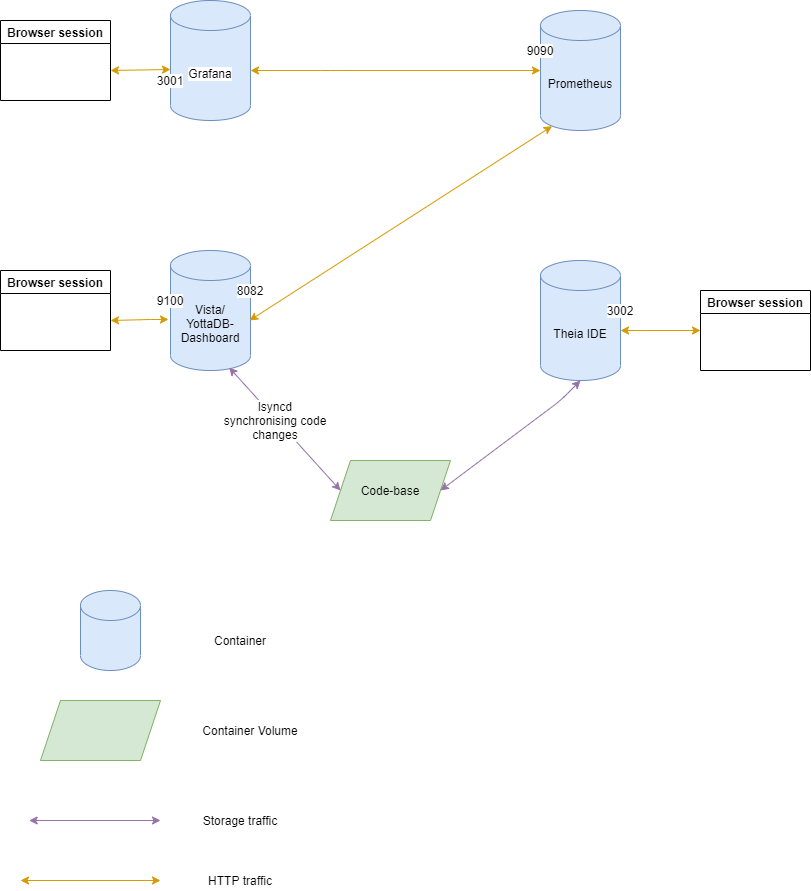 Browser session
3001
Grafana
9090
Prometheus
Browser session
9100
8082
Vista/
YottaDB-
Dashboard
Theia IDE
3002
Browser session
lsyncd
synchronising code
changes
Code-base
Container
Container Volume
Storage traffic
HTTP traffic